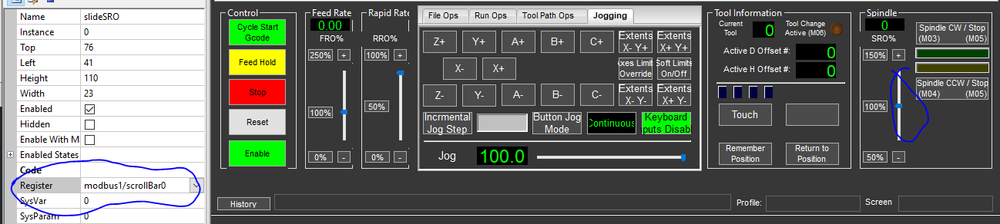 Name slideSRO
Instance 0
Top 76
Left 41
Height 110
Width 23
Enabled
Hidden
Enable With M
Enabled States
Code
Register modbus1/scrollBar0
SysVar 0
SysParam 0
Control
Cycle Start
Gcode
Feed Hold
Stop
Reset
Enable
Feed Rate
0.00
FRO%
250% +
100%
0% -
Rapid Rate
RRO%
100% +
50%
0% -
File Ops Run Ops Tool Path Ops Jogging
Z+ Y+ A+ B+ C+
Extents
X- Y+
Extents
X+ Y+
X- X+
xes Limit
Override
Soft Limits
On/Off
Z- Y- A- B- C-
Extents
X- Y-
Extents
X+ Y-
Incrmental
Jog Step
Button Jog
Mode
Continuous
Keyboard
puts Disab
Jog 100.0
Tool Information
Current
Tool
0
Tool Change
Active (M06)
Active D Offset #: 0
Active H Offset #: 0
Touch
Remember
Position
Return to
Position
Spindle
0
SRO%
150% +
100%
50% -
Spindle CW / Stop
(M03) (M05)
Spindle CCW / Stop
(M04) (M05)
History
Profile:
Screen